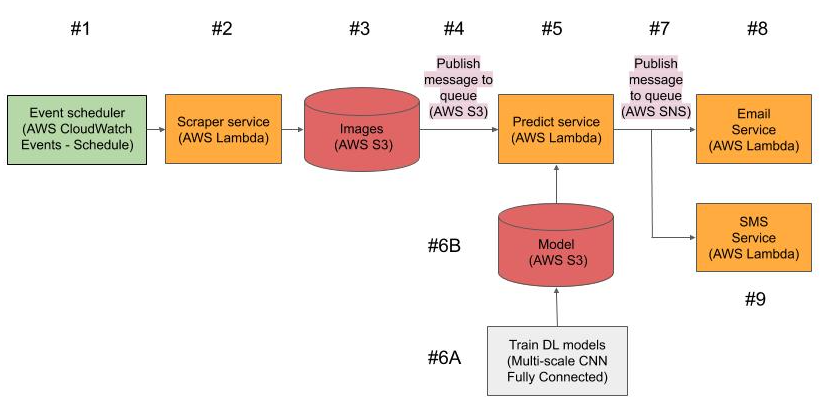 #1
#2
#3
#4
#5
#7
#8
Publish
message to
queue
(AWS S3)
Publish
message
to queue
(AWS SNS)
Event scheduler
(AWS CloudWatch
Events - Schedule)
Scraper service
(AWS Lambda)
Images
(AWS S3)
Predict service
(AWS Lambda)
Email
Service
(AWS Lambda)
#6B
Model
(AWS S3)
SMS
Service
(AWS Lambda)
#9
#6A
Train DL models
(Multi-scale CNN
Fully Connected)